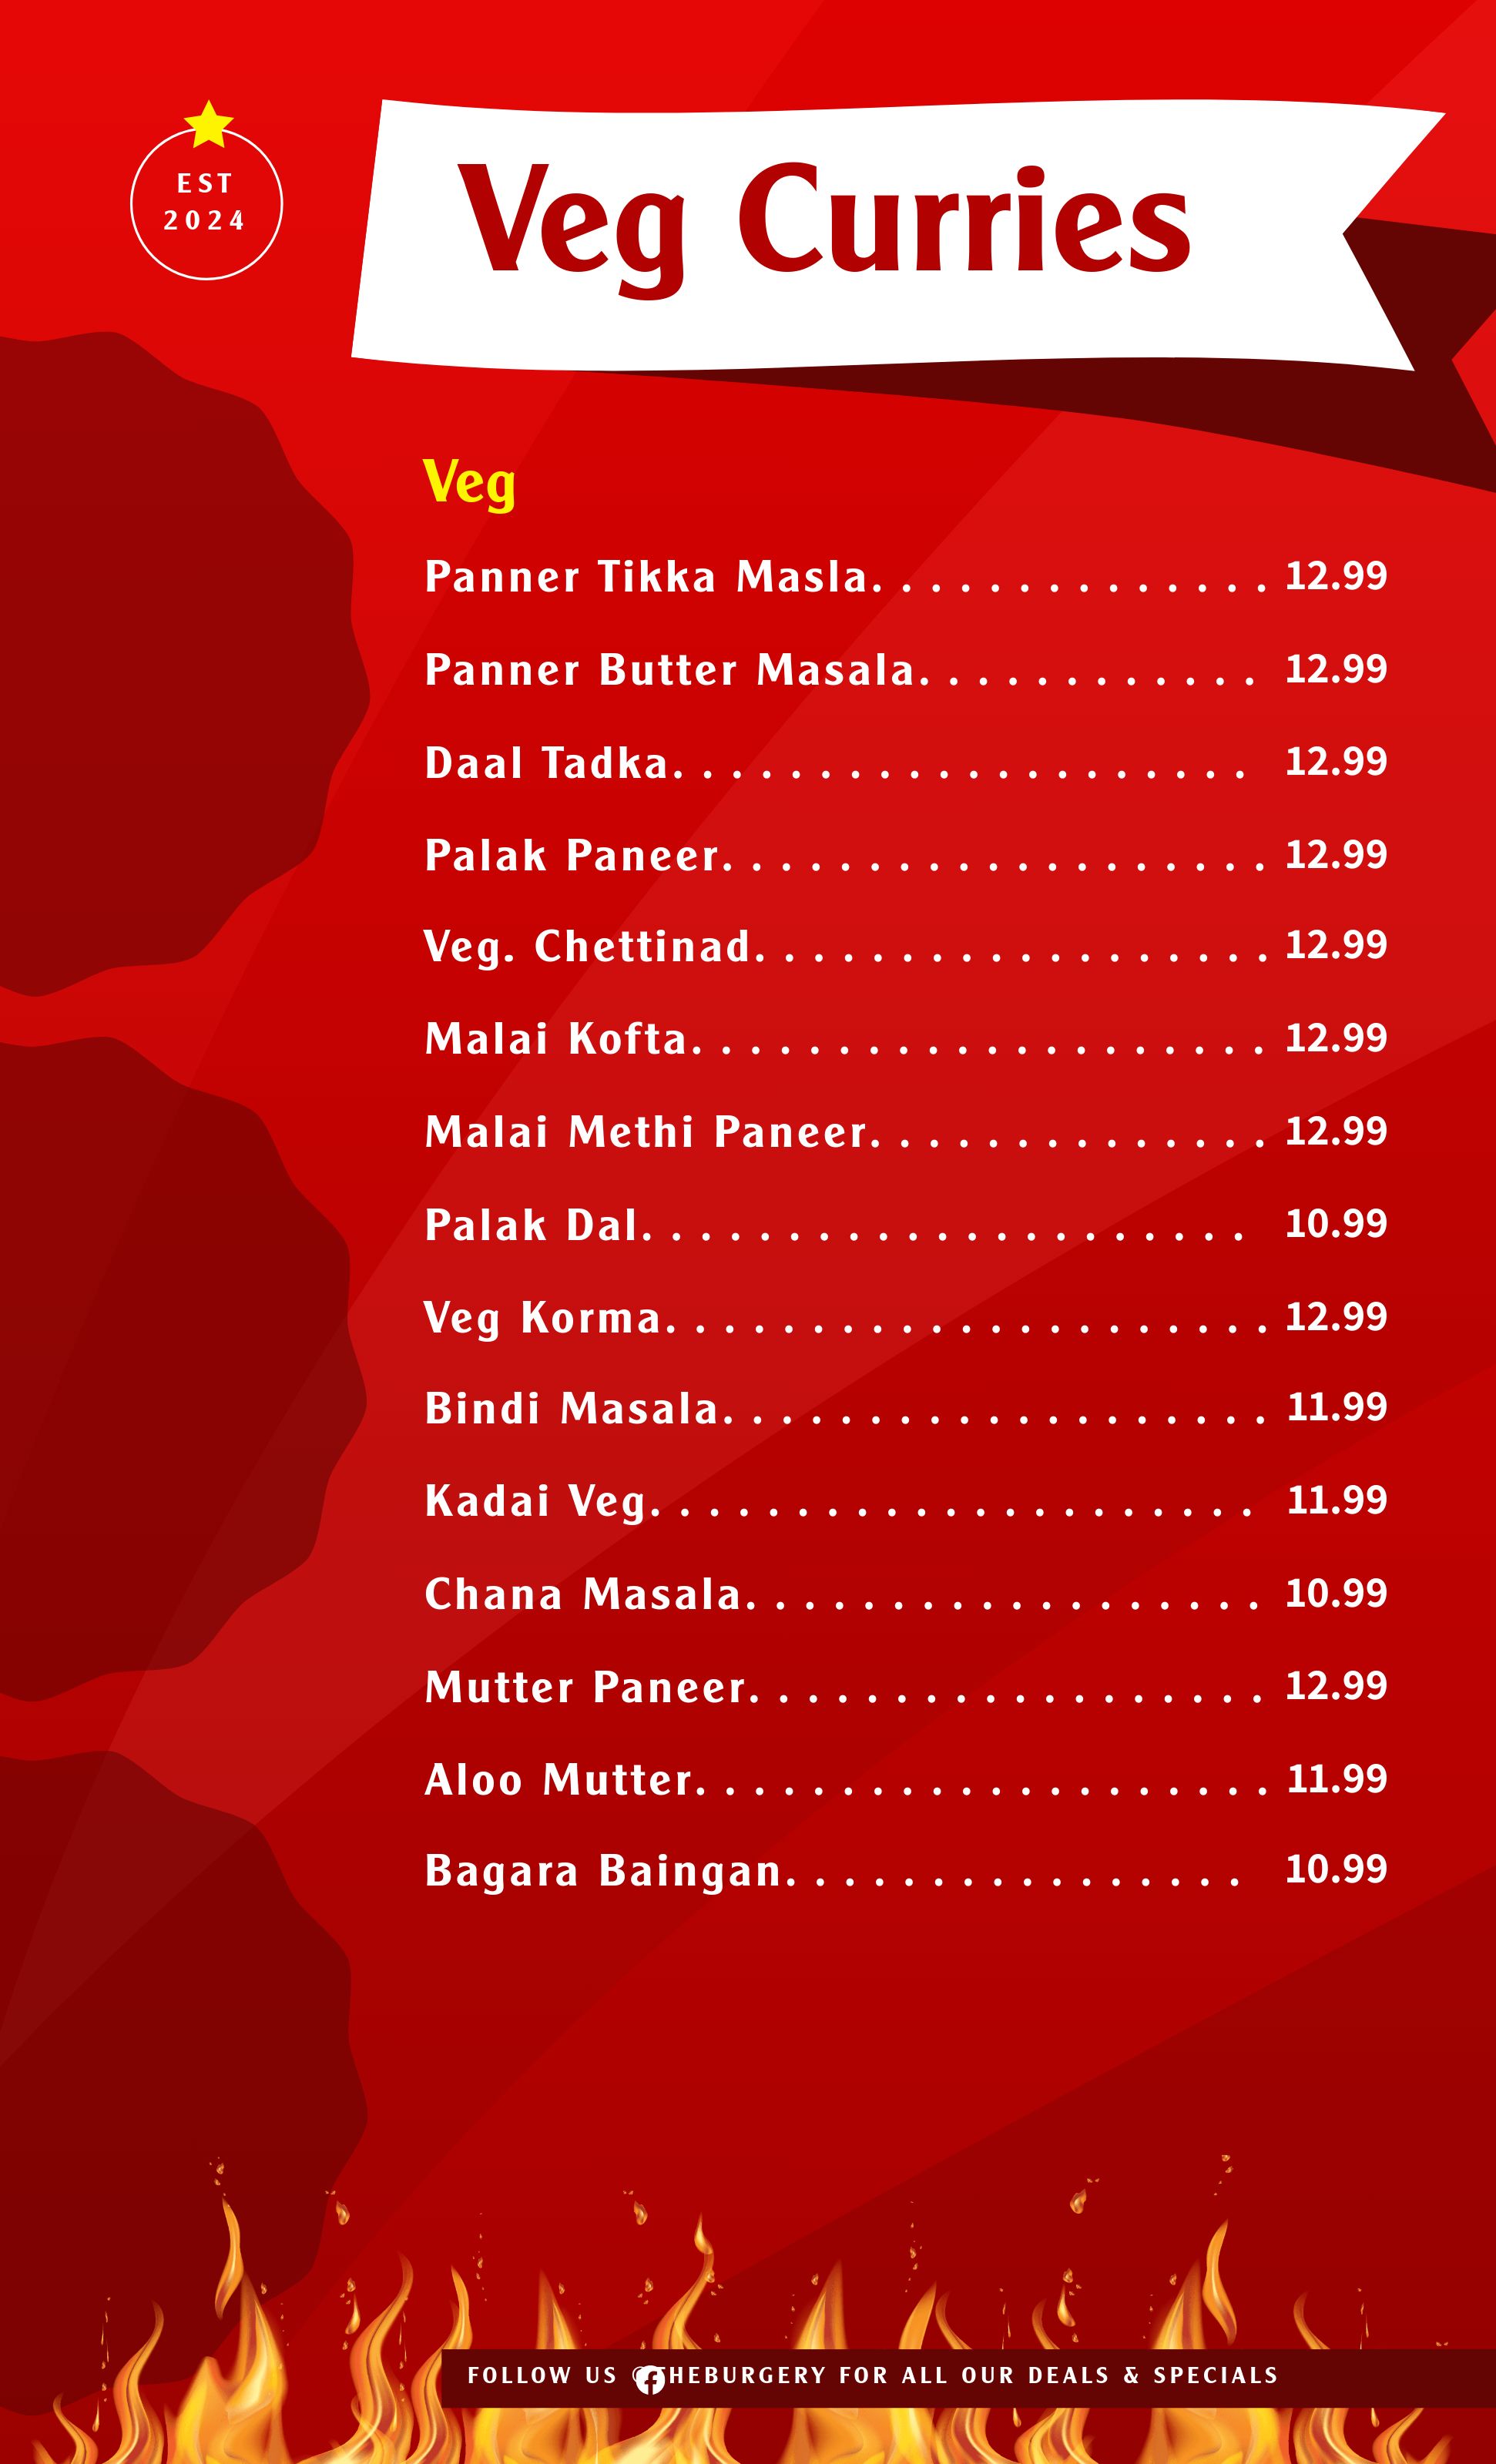 EST
2024
Veg Curries
Veg
Panner Tikka Masla. . . . . . . . . . . . . . 12.99
Panner Butter Masala. . . . . . . . . . . . 12.99
Daal Tadka. . . . . . . . . . . . . . . . . . . . 12.99
Palak Paneer. . . . . . . . . . . . . . . . . . . 12.99
Veg. Chettinad. . . . . . . . . . . . . . . . . . 12.99
Malai Kofta. . . . . . . . . . . . . . . . . . . . 12.99
Malai Methi Paneer. . . . . . . . . . . . . . 12.99
Palak Dal. . . . . . . . . . . . . . . . . . . . . 10.99
Veg Korma. . . . . . . . . . . . . . . . . . . . . 12.99
Bindi Masala. . . . . . . . . . . . . . . . . . . 11.99
Kadai Veg. . . . . . . . . . . . . . . . . . . . . 11.99
Chana Masala. . . . . . . . . . . . . . . . . . 10.99
Mutter Paneer. . . . . . . . . . . . . . . . . . 12.99
Aloo Mutter. . . . . . . . . . . . . . . . . . . . 11.99
Bagara Baingan. . . . . . . . . . . . . . . . 10.99
FOLLOW US @THEBURGERY FOR ALL OUR DEALS & SPECIALS